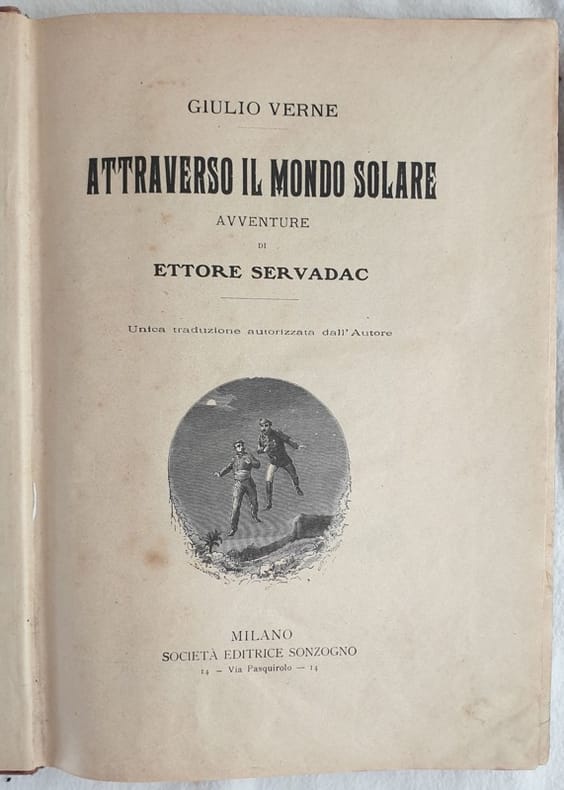 GIULIO VERNE
ATTRAVERSO IL MONDO SOLARE
AVVENTURE
DI
ETTORE SERVADAC
Unica traduzione autorizzata dall'Autore
MILANO
SOCIETÀ EDITRICE SONZOGNO
14 — Via Pasquirolo — 14